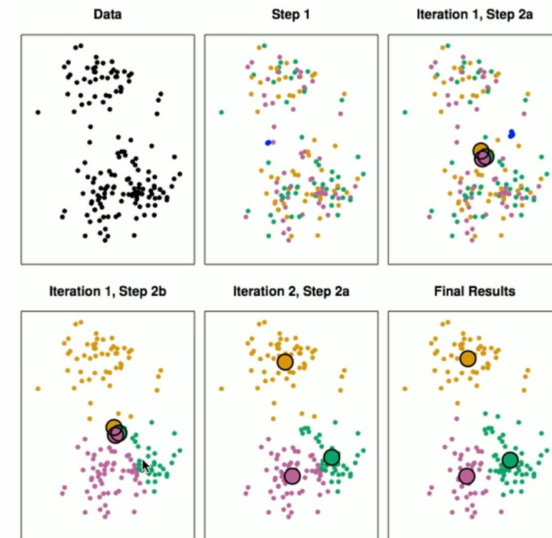 Data
Step 1
Iteration 1, Step 2a
Iteration 1, Step 2b
Iteration 2, Step 2a
Final Results